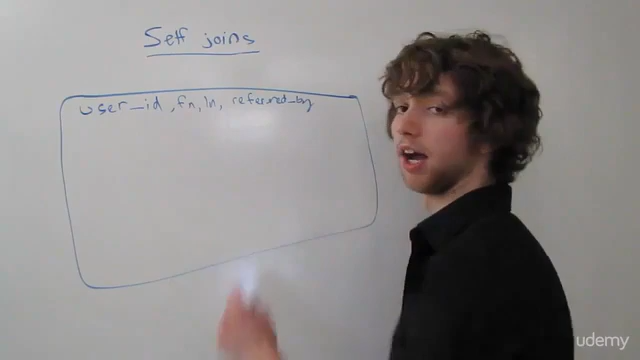 Self joins
user_id, fn, ln, referred_by
udemy